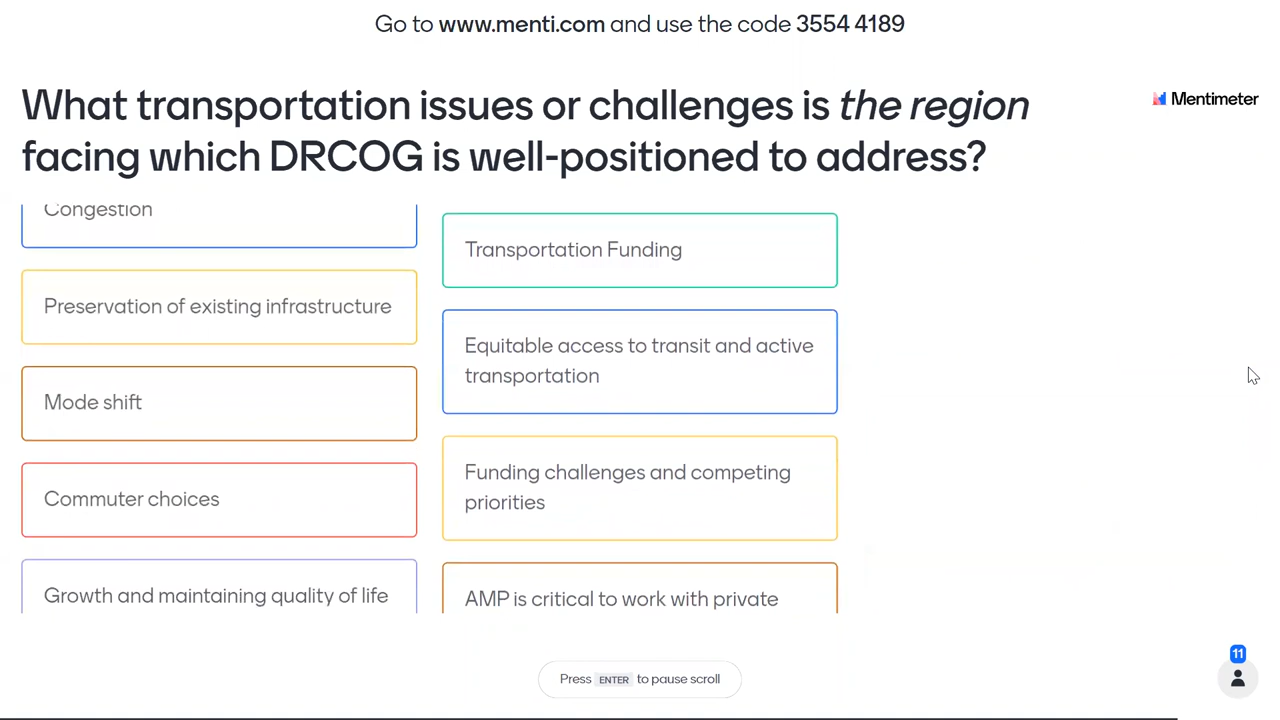 Go to www.menti.com and use the code 3554 4189
What transportation issues or challenges is the region
facing which DRCOG is well-positioned to address?
Mentimeter
Congestion
Preservation of existing infrastructure
Mode shift
Commuter choices
Growth and maintaining quality of life
Transportation Funding
Equitable access to transit and active
transportation
Funding challenges and competing
priorities
AMP is critical to work with private
Press ENTER to pause scroll
11